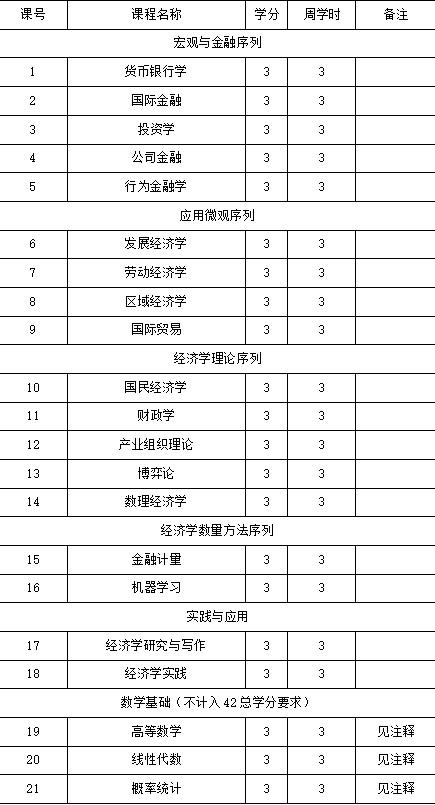 课号 课程名称 学分 周学时 备注
宏观与金融序列
1 货币银行学 3 3
2 国际金融 3 3
3 投资学 3 3
4 公司金融 3 3
5 行为金融学 3 3
应用微观序列
6 发展经济学 3 3
7 劳动经济学 3 3
8 区域经济学 3 3
9 国际贸易 3 3
经济学理论序列
10 国民经济学 3 3
11 财政学 3 3
12 产业组织理论 3 3
13 博弈论 3 3
14 数理经济学 3 3
经济学数量方法序列
15 金融计量 3 3
16 机器学习 3 3
实践与应用
17 经济学研究与写作 3 3
18 经济学实践 3 3
数学基础（不计入42总学分要求）
19 高等数学 3 3 见注释
20 线性代数 3 3 见注释
21 概率统计 3 3 见注释